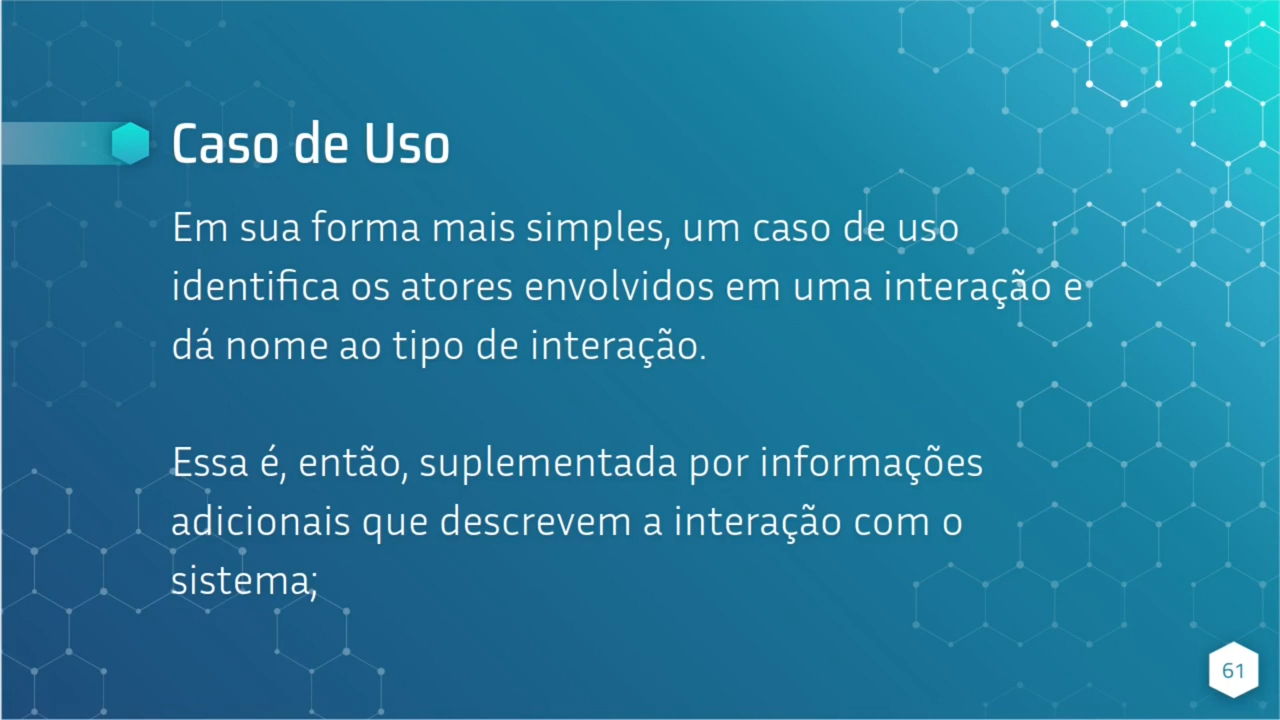 Caso de Uso
Em sua forma mais simples, um caso de uso
identifica os atores envolvidos em uma interação e
dá nome ao tipo de interação.
Essa é, então, suplementada por informações
adicionais que descrevem a interação com o
sistema;
61